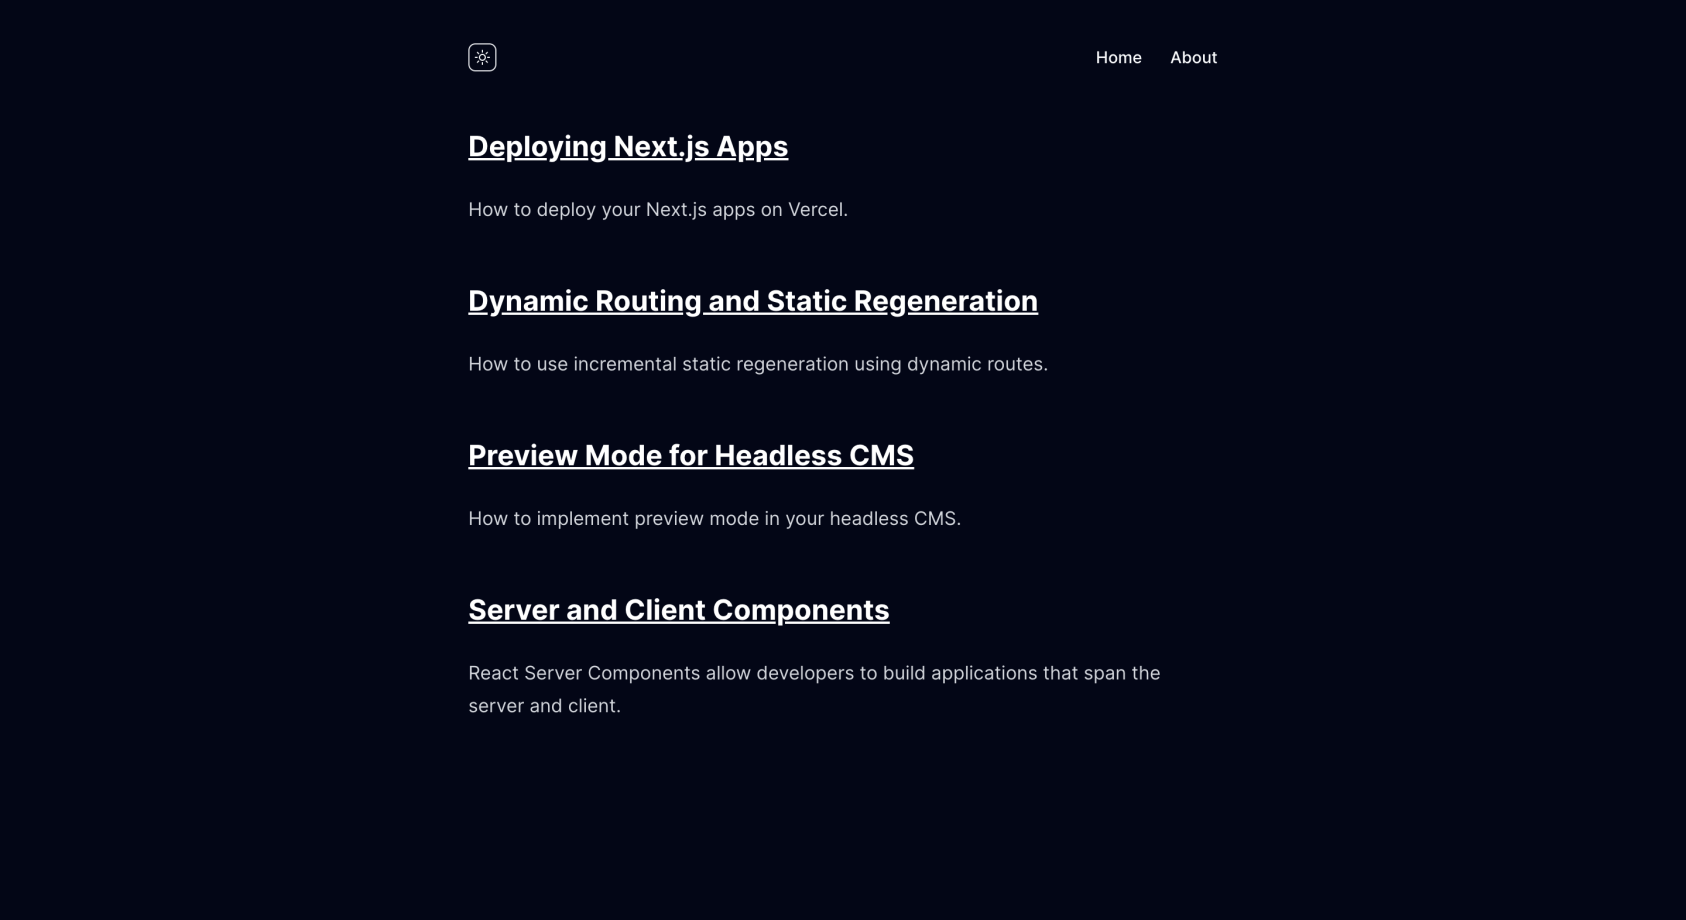 Home About
Deploying Next.js Apps
How to deploy your Next.js apps on Vercel.
Dynamic Routing and Static Regeneration
How to use incremental static regeneration using dynamic routes.
Preview Mode for Headless CMS
How to implement preview mode in your headless CMS.
Server and Client Components
React Server Components allow developers to build applications that span the
server and client.